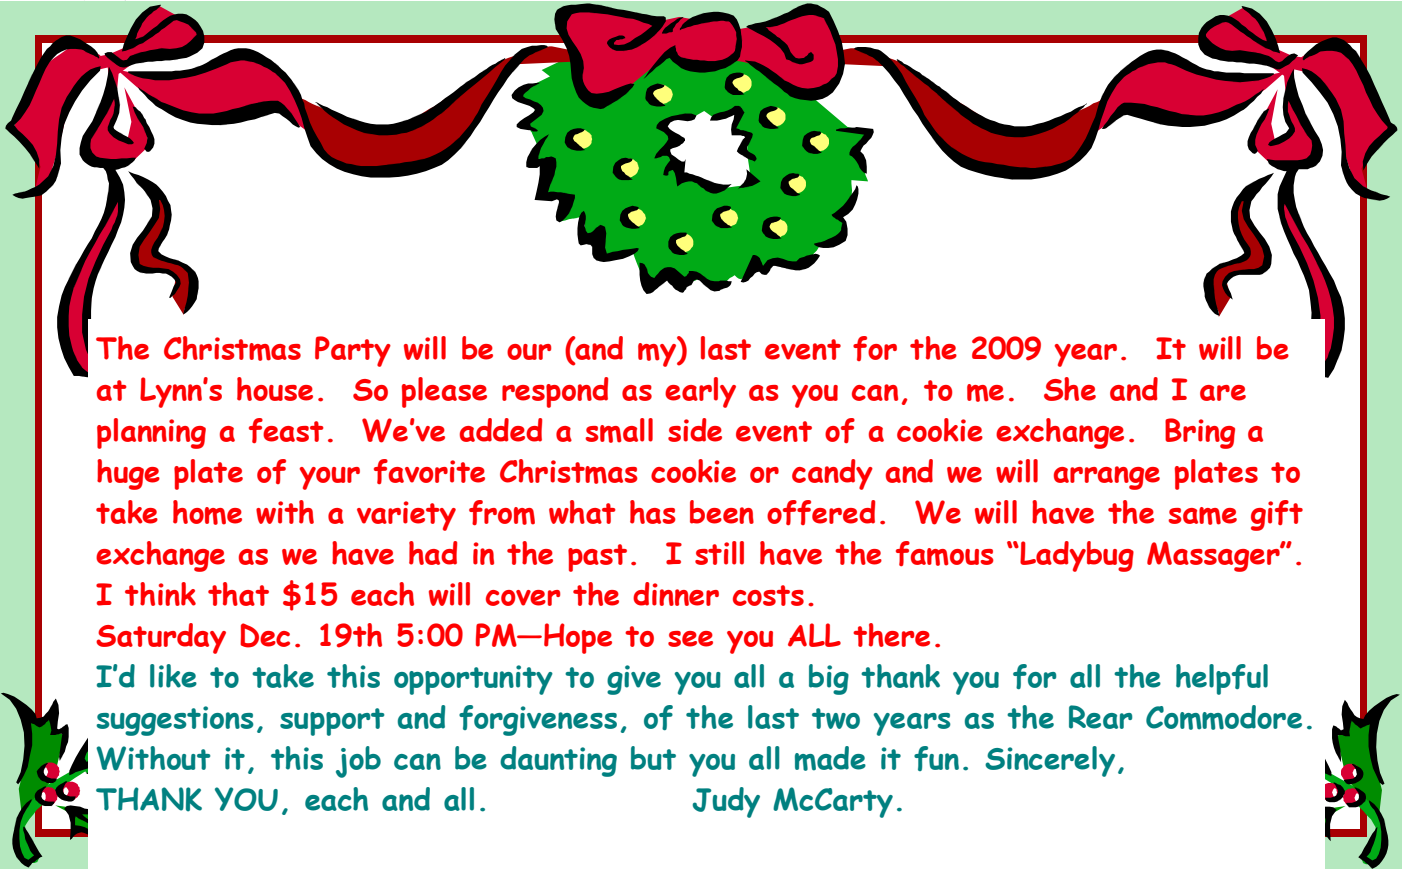 The Christmas Party will be our (and my) last event for the 2009 year.  It will be
at Lynn’s house.  So please respond as early as you can, to me.  She and I are
planning a feast.  We’ve added a small side event of a cookie exchange.  Bring a
huge plate of your favorite Christmas cookie or candy and we will arrange plates to
take home with a variety from what has been offered.  We will have the same gift
exchange as we have had in the past.  I still have the famous “Ladybug Massager”.
I think that $15 each will cover the dinner costs.
Saturday Dec. 19th 5:00 PM—Hope to see you ALL there.
I’d like to take this opportunity to give you all a big thank you for all the helpful
suggestions, support and forgiveness, of the last two years as the Rear Commodore.
Without it, this job can be daunting but you all made it fun. Sincerely,
THANK YOU, each and all.                    Judy McCarty.